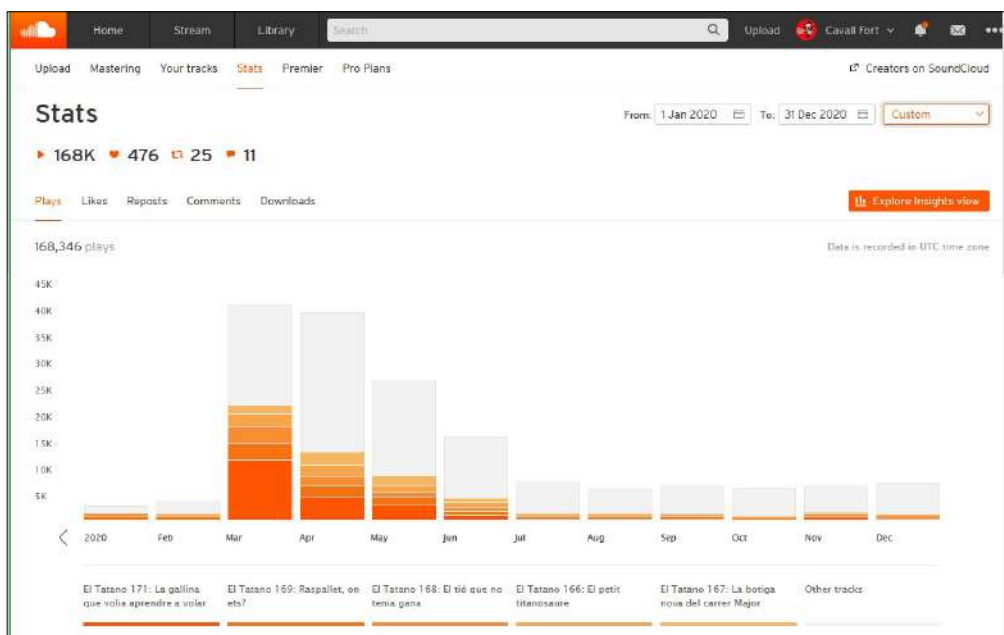 Home Stream Library Search Upload Cavall Fort
Upload Mastering Your tracks Stats Premier Pro Plans Creators on SoundCloud
Stats
From: 1 Jan 2020 To: 31 Dec 2020 Custom
168K 476 25 11
Plays Likes Reposts Comments Downloads Explore Insights view
168,346 plays Data is recorded in UTC time zone
45K
40K
35K
30K
25K
20K
15K
10K
5K
2020 Feb Mar Apr May Jun Jul Aug Sep Oct Nov Dec
El Tatano 171: La gallina El Tatano 169: Raspallet, on El Tatano 168: El tió que no El Tatano 166: El petit El Tatano 167: La botiga Other tracks
que volia aprendre a volar ets? tenia gana titanosaure nova del carrer Major